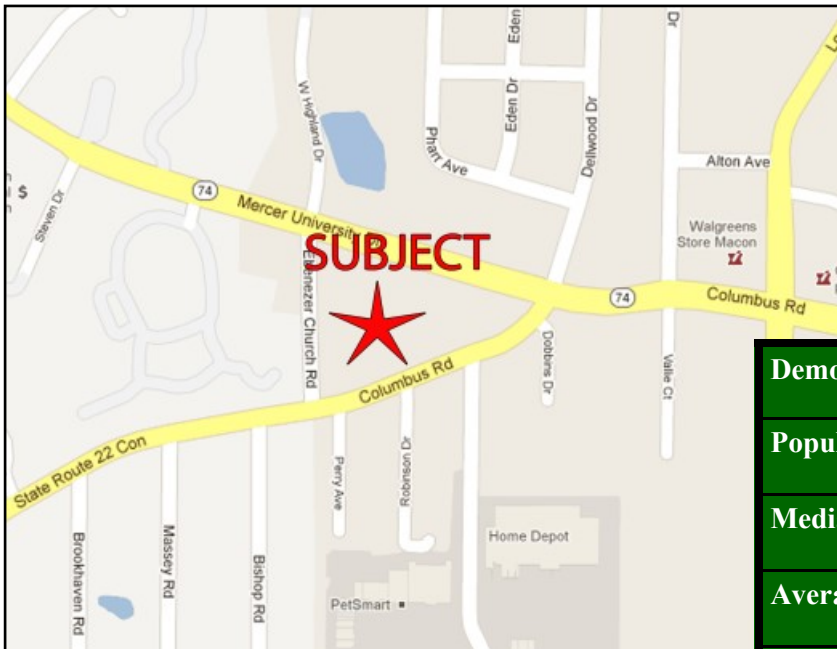 Eden
Dr
W Highland Dr
Eden Dr
Dellwood Dr
Pharr Ave
Alton Ave
$
Steven Dr
74
Mercer University
Walgreens
Store Macon
SUBJECT
Ebenezer Church Rd
74
Columbus Rd
Dobbins Dr
Vallie Ct
Columbus Rd
State Route 22 Con
Perry Ave
Robinson Dr
Home Depot
Brookhaven Rd
Massey Rd
Bishop Rd
PetSmart